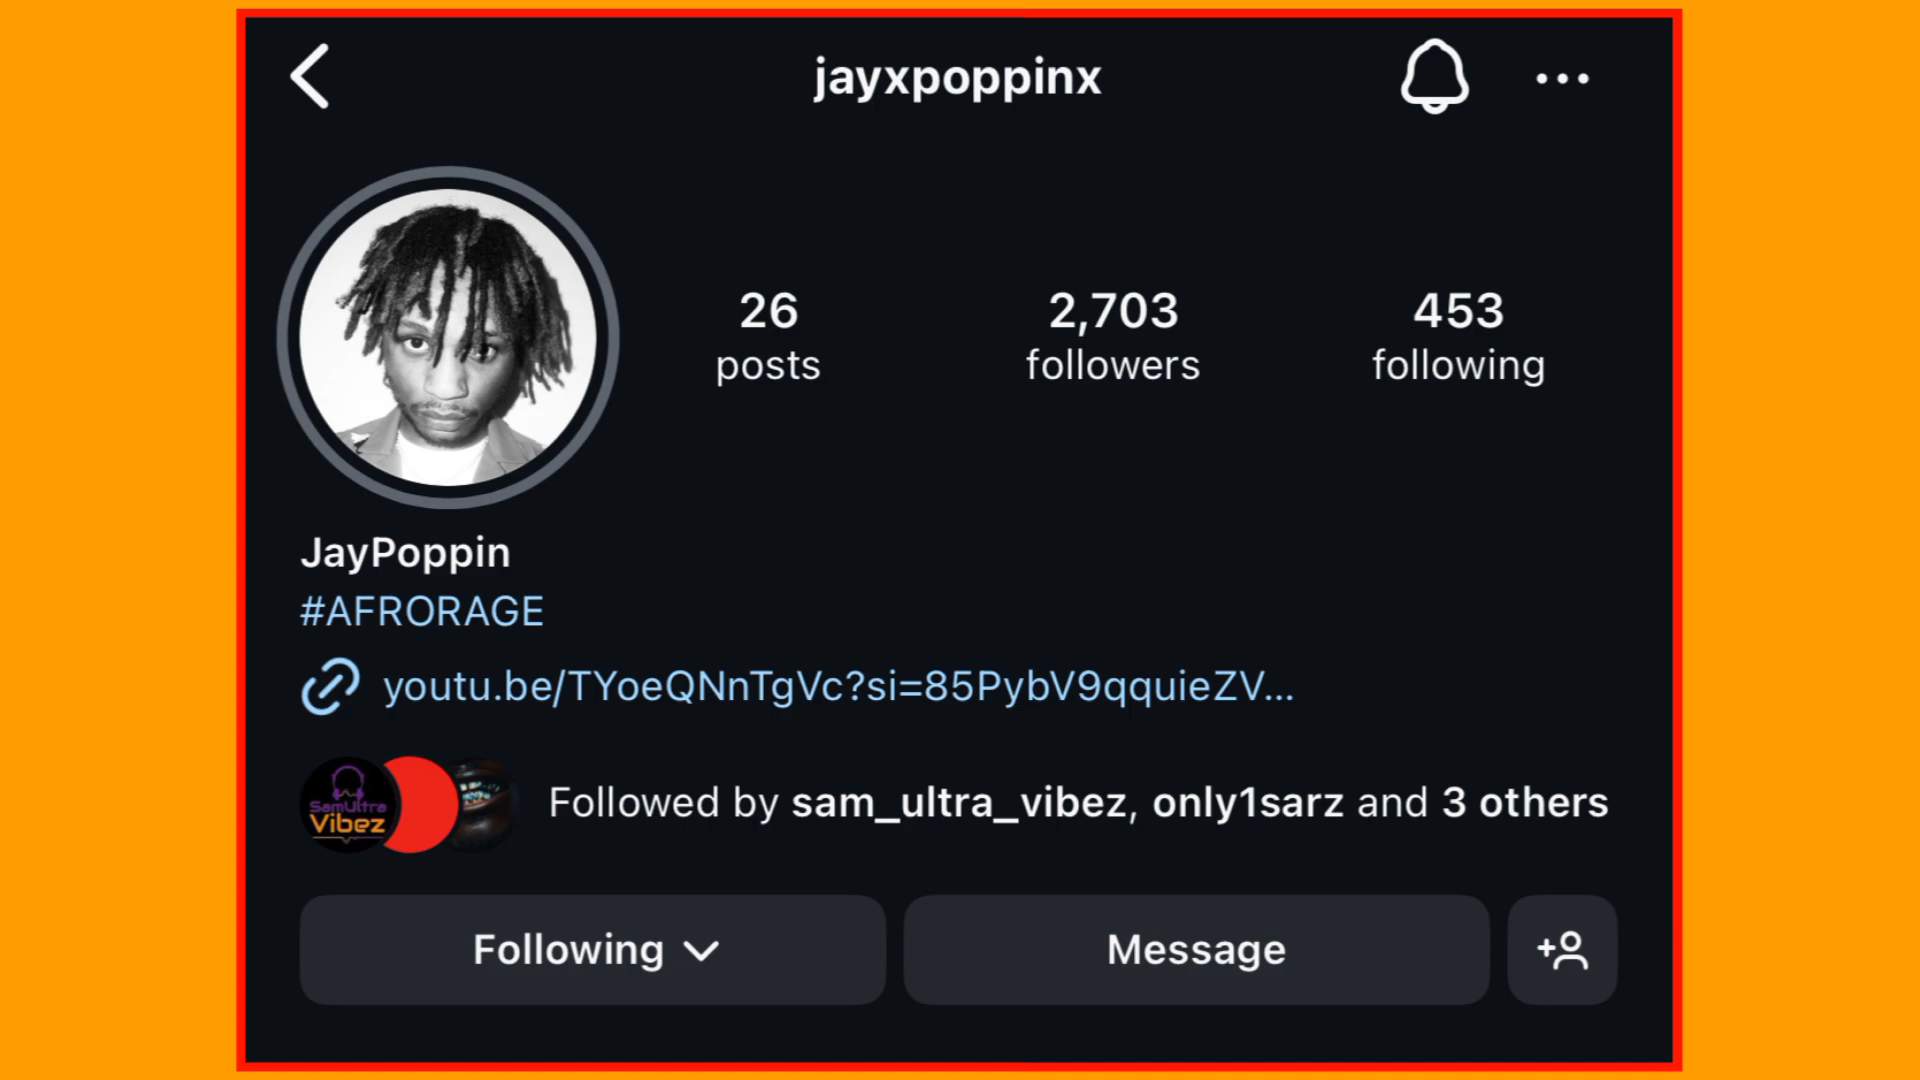 jayxpoppinx
26
posts
2,703
followers
453
following
JayPoppin
#AFRORAGE
youtu.be/TYoeQNnTgVc?si=85PybV9qquieZV...
SamUltra
Vibez
Followed by sam_ultra_vibez, only1sarz and 3 others
Following
Message